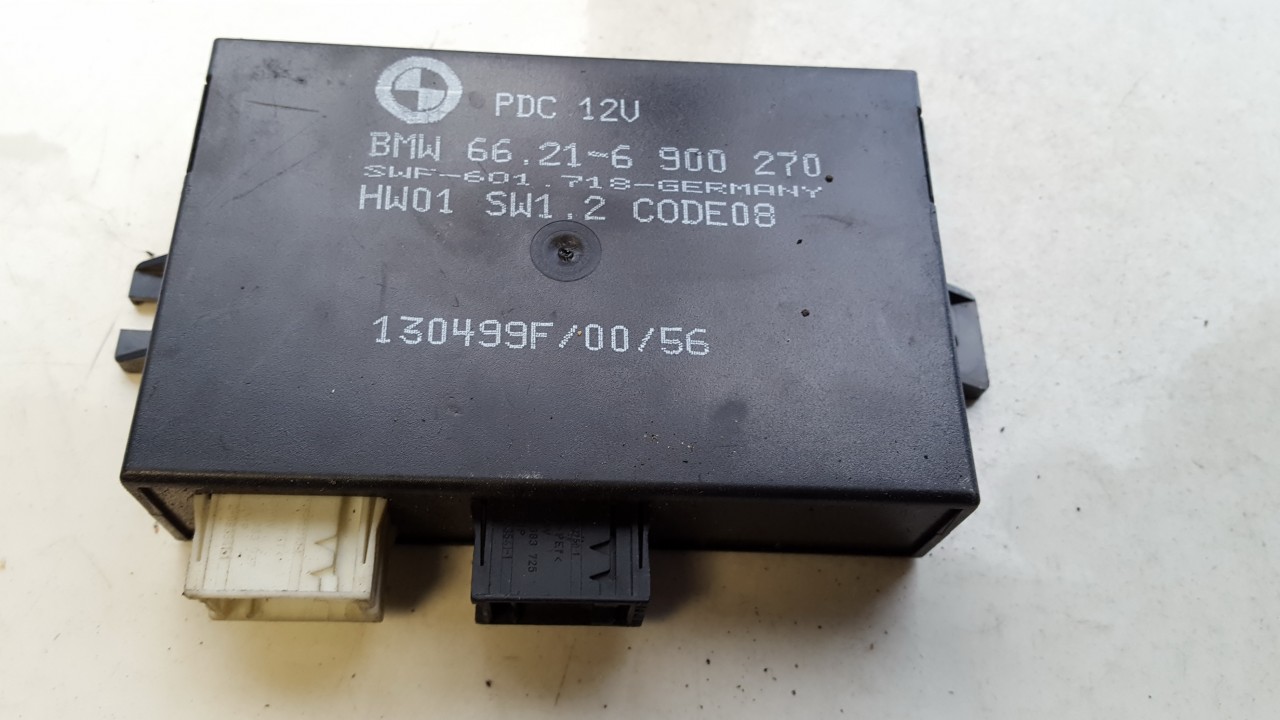 PDC 12V
BMW 66.21-6 900 270
SWF-601.718-GERMANY
HW01 SW1.2 CODE08
130499F/00/56